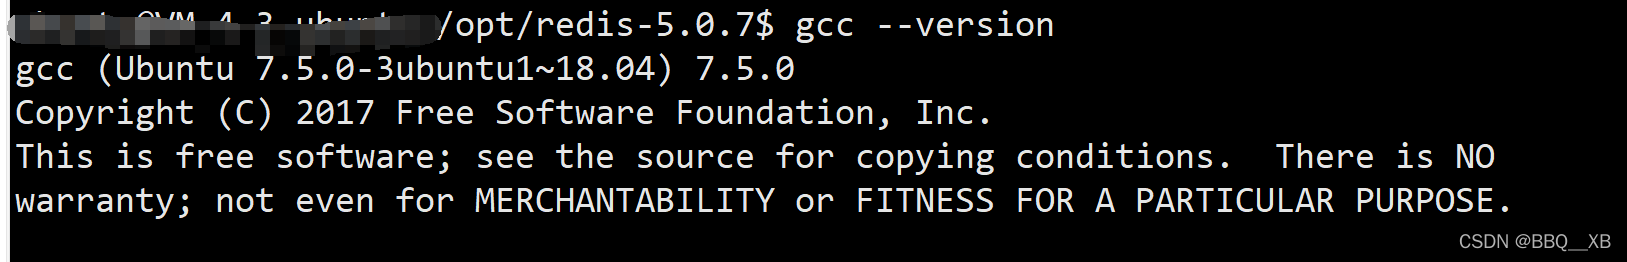 /opt/redis-5.0.7$ gcc --version
gcc (Ubuntu 7.5.0-3ubuntu1~18.04) 7.5.0
Copyright (C) 2017 Free Software Foundation, Inc.
This is free software; see the source for copying conditions.  There is NO
warranty; not even for MERCHANTABILITY or FITNESS FOR A PARTICULAR PURPOSE.
CSDN @BBQ__XB